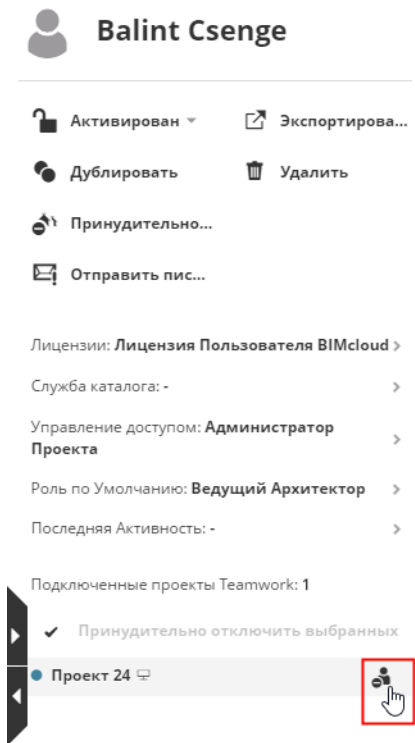 Balint Csenge
Активирован
Экспортирова...
Дублировать
Удалить
Принудительно...
Отправить пис...
Лицензии: Лицензия Пользователя BIMcloud
Служба каталога: -
Управление доступом: Администратор
Проекта
Роль по Умолчанию: Ведущий Архитектор
Последняя Активность: -
Подключенные проекты Teamwork: 1
Принудительно отключить выбранных
Проект 24